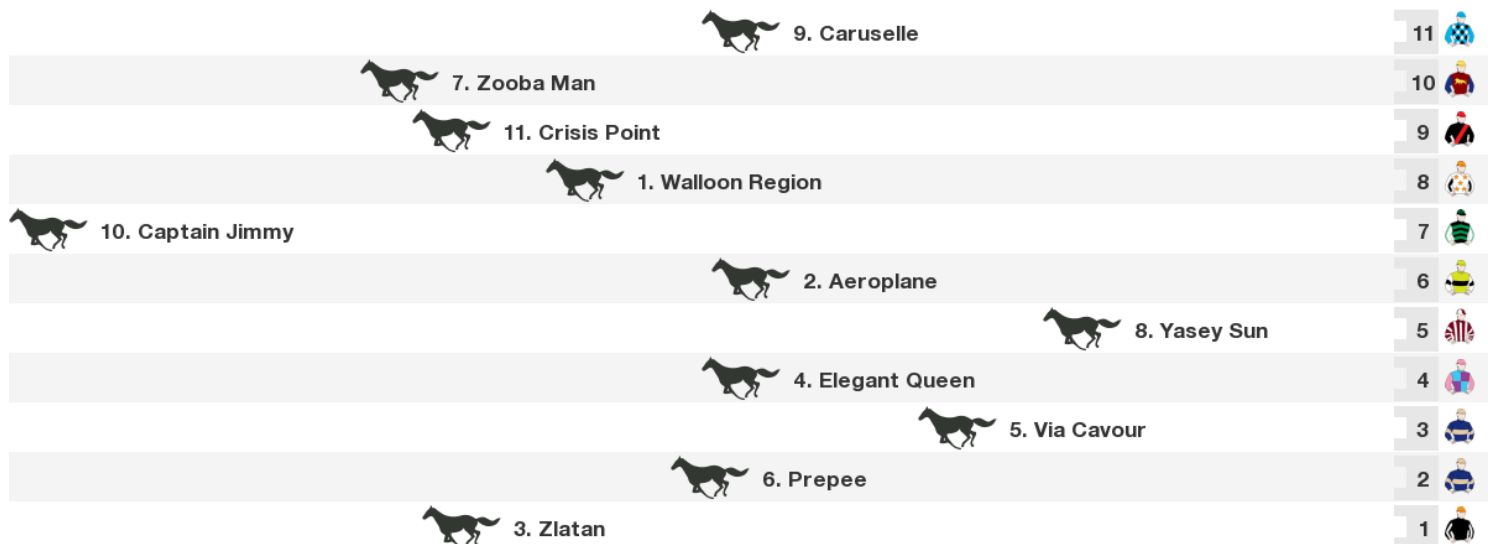 9. Caruselle 11
7. Zooba Man 10
11. Crisis Point 9
1. Walloon Region 8
10. Captain Jimmy 7
2. Aeroplane 6
8. Yasey Sun 5
4. Elegant Queen 4
5. Via Cavour 3
6. Prepee 2
3. Zlatan 1